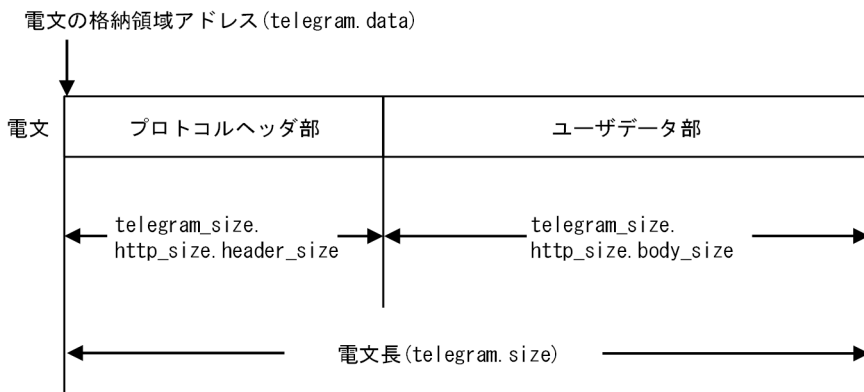 電文の格納領域アドレス(telegram.data)
電文
プロトコルヘッダ部
ユーザデータ部
telegram_size.
http_size.header_size
telegram_size.
http_size.body_size
電文長(telegram.size)